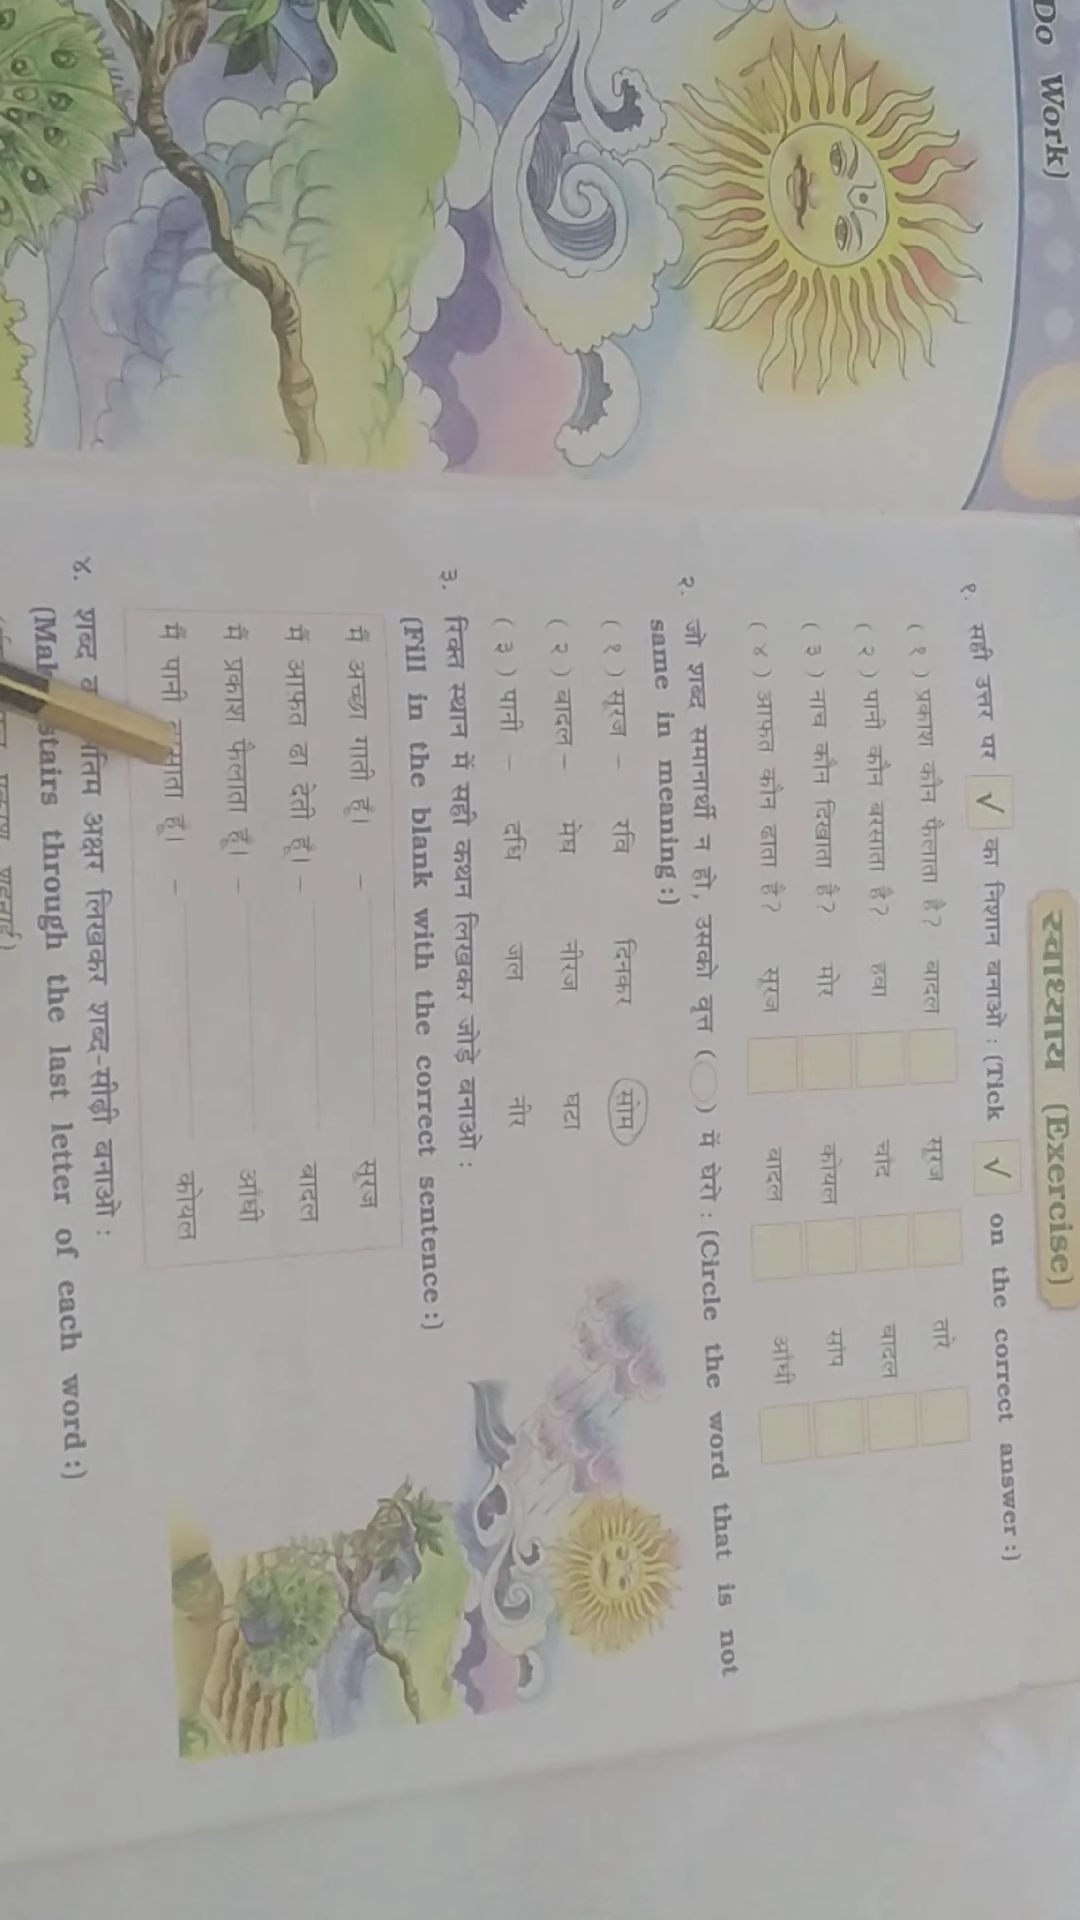 Do Work)
स्वाध्याय (Exercise)
१. सही उत्तर पर √ का निशान बनाओ : (Tick √ on the correct answer :)
( १ ) प्रकाश कौन फैलाता है? बादल सूरज तारे
( २ ) पानी कौन बरसाता है? हवा चाँद बादल
( ३ ) नाच कौन दिखाता है? मोर कोयल साँप
( ४ ) आफत कौन ढाता है? सूरज बादल आँधी
२. जो शब्द समानार्थी न हो, उसको वृत्त ( ) में घेरो : (Circle the word that is not
same in meaning :)
( १ ) सूरज – रवि दिनकर सोम
( २ ) बादल – मेघ नीरज घटा
( ३ ) पानी – दधि जल नीर
३. रिक्त स्थान में सही कथन लिखकर जोड़े बनाओ :
(Fill in the blank with the correct sentence :)
मैं अच्छा गाती हूँ। – सूरज
मैं आफत ढा देती हूँ। – बादल
मैं प्रकाश फैलाता हूँ। – आँधी
मैं पानी हूँ। – कोयल
४. शब्द अक्षर लिखकर शब्द-सीढ़ी बनाओ :
stairs through the last letter of each word :)